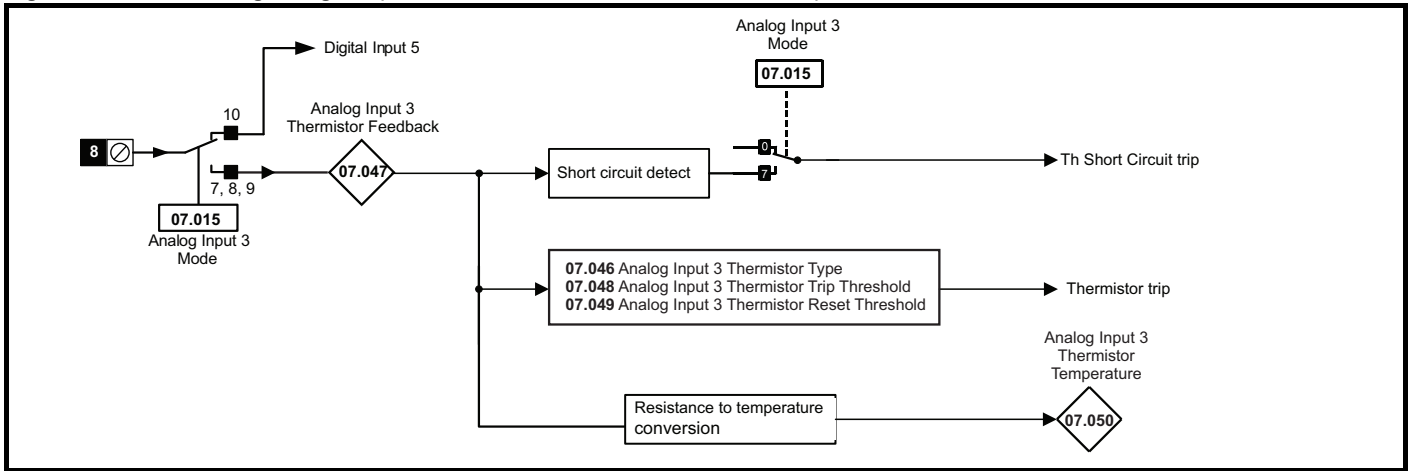 Digital Input 5
Analog Input 3
Mode
07.015
10
Analog Input 3
Thermistor Feedback
8
07.047
7, 8, 9
07.015
Analog Input 3
Mode
Short circuit detect
0
7
Th Short Circuit trip
07.046 Analog Input 3 Thermistor Type
07.048 Analog Input 3 Thermistor Trip Threshold
07.049 Analog Input 3 Thermistor Reset Threshold
Thermistor trip
Analog Input 3
Thermistor
Temperature
Resistance to temperature
conversion
07.050